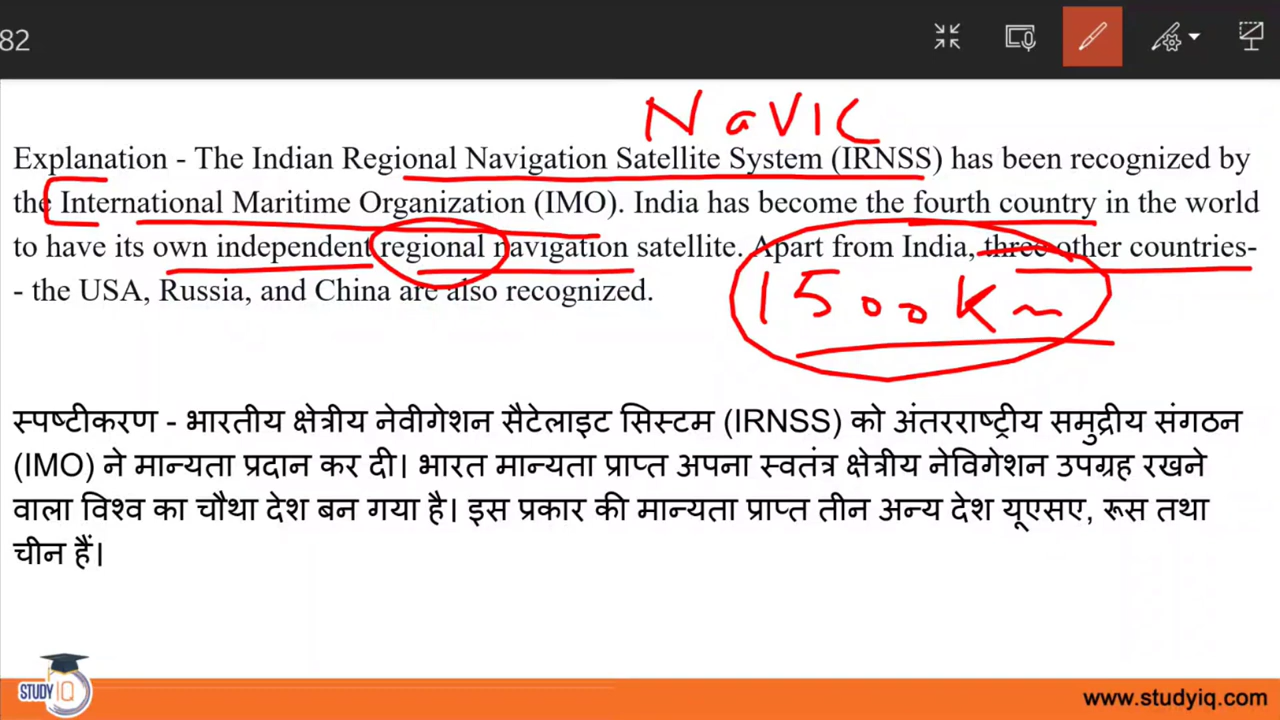 82
NaVIC
Explanation - The Indian Regional Navigation Satellite System (IRNSS) has been recognized by
the International Maritime Organization (IMO). India has become the fourth country in the world
to have its own independent regional navigation satellite. Apart from India, three other countries-
- the USA, Russia, and China are also recognized.
1500 Km
स्पष्टीकरण - भारतीय क्षेत्रीय नेवीगेशन सैटेलाइट सिस्टम (IRNSS) को अंतरराष्ट्रीय समुद्रीय संगठन
(IMO) ने मान्यता प्रदान कर दी। भारत मान्यता प्राप्त अपना स्वतंत्र क्षेत्रीय नेविगेशन उपग्रह रखने
वाला विश्व का चौथा देश बन गया है। इस प्रकार की मान्यता प्राप्त तीन अन्य देश यूएसए, रूस तथा
चीन हैं।
STUDY IQ
www.studyiq.com